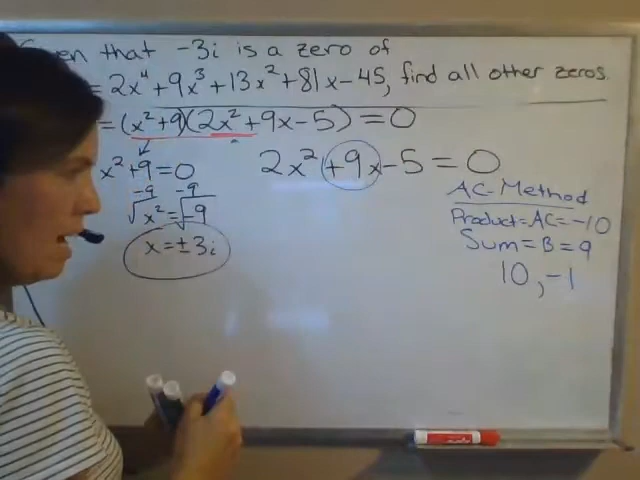 that -3i is a zero of
= 2x⁴ + 9x³ + 13x² + 81x - 45, find all other zeros.
= (x² + 9)(2x² + 9x - 5) = 0
x² + 9 = 0
-9 -9
√x² = √-9
x = ± 3i
2x² + 9x - 5 = 0
AC Method
Product = AC = -10
Sum = B = 9
10, -1